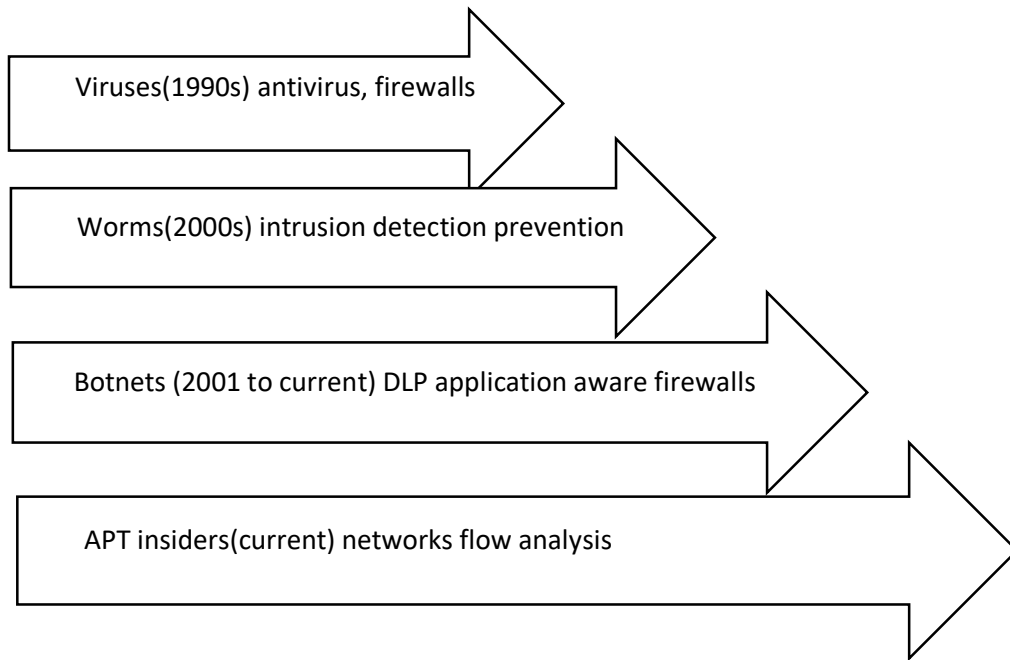 Viruses(1990s) antivirus, firewalls
Worms(2000s) intrusion detection prevention
Botnets (2001 to current) DLP application aware firewalls
APT insiders(current) networks flow analysis